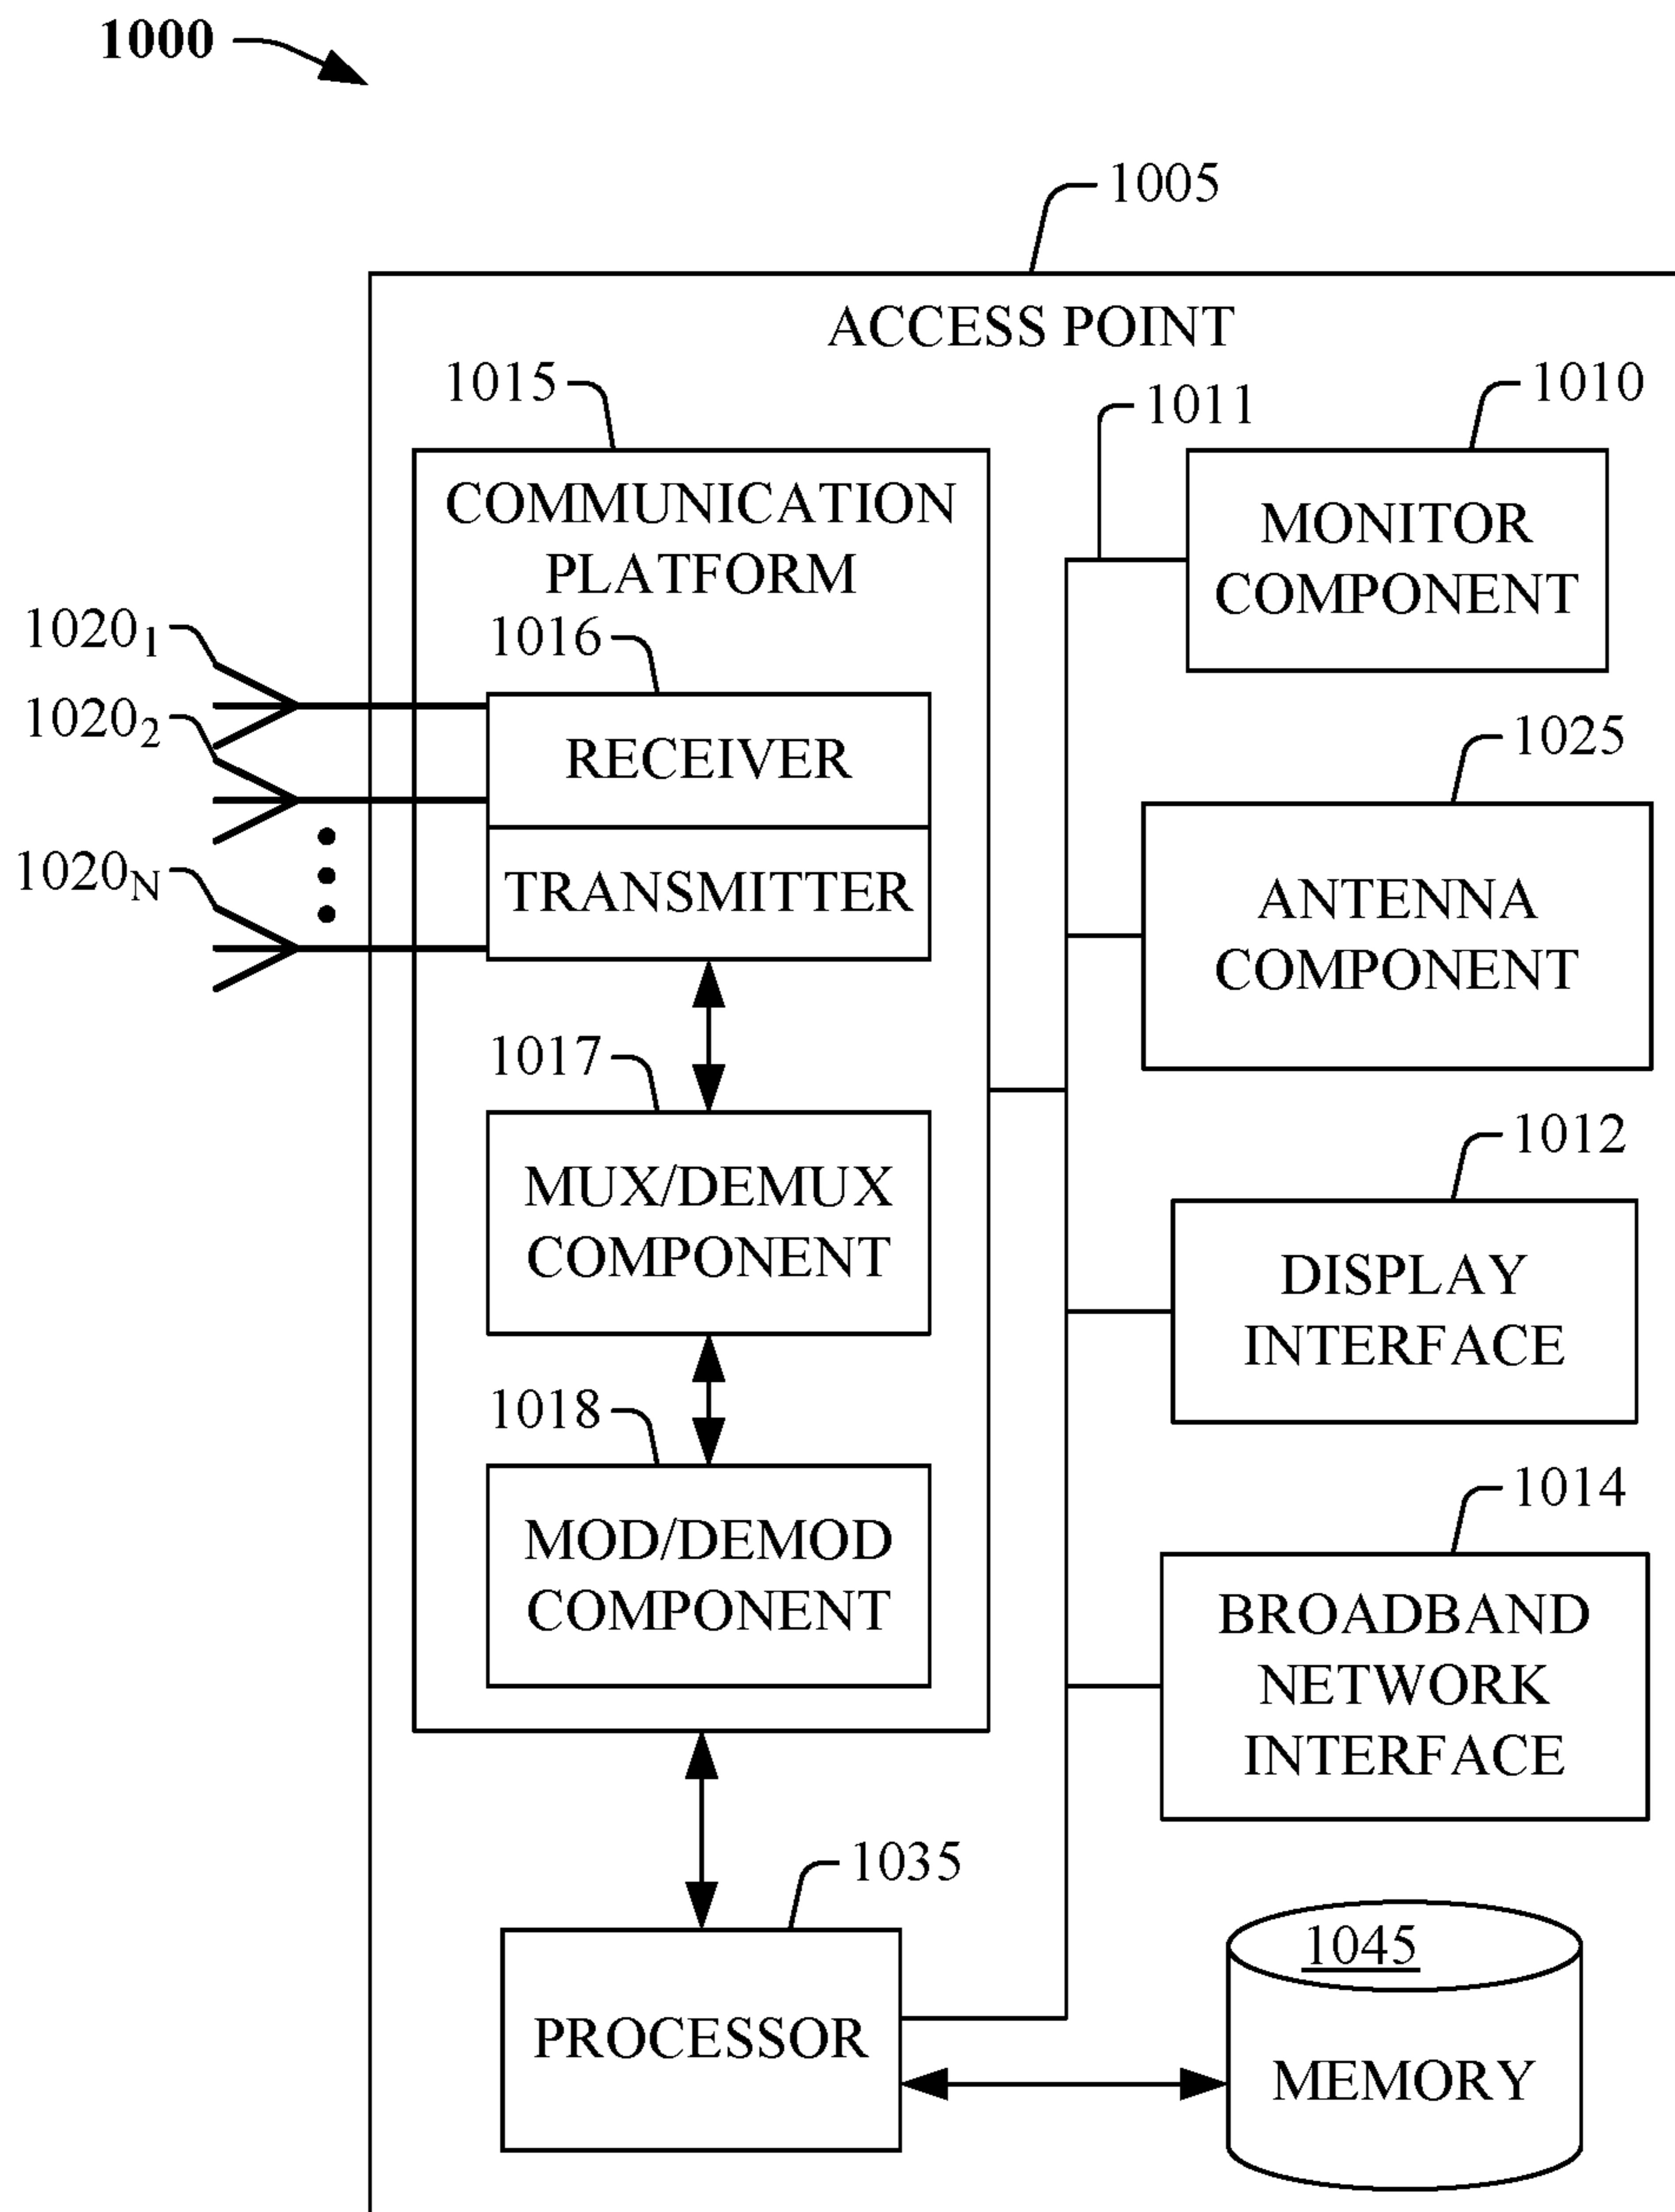 1000
1005
ACCESS POINT
1015
1011
1010
COMMUNICATION
PLATFORM
MONITOR
COMPONENT
1020₁
1016
1020₂
RECEIVER
1025
1020N
TRANSMITTER
ANTENNA
COMPONENT
1017
MUX/DEMUX
COMPONENT
1012
DISPLAY
INTERFACE
1018
MOD/DEMOD
COMPONENT
1014
BROADBAND
NETWORK
INTERFACE
1035
PROCESSOR
1045
MEMORY